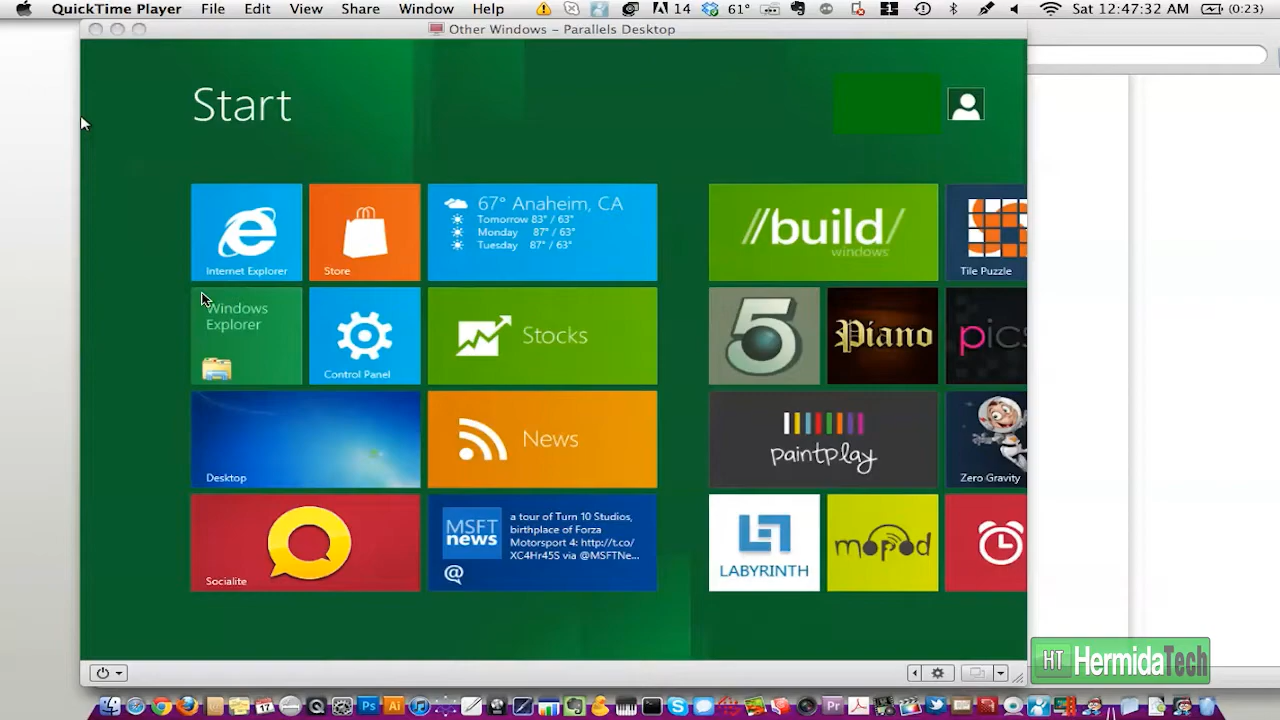 QuickTime Player File Edit View Share Window Help 14 61° Sat 12:47:32 AM (0:23)
Other Windows – Parallels Desktop
Start
Internet Explorer
Store
67° Anaheim, CA
Tomorrow 83° / 63°
Monday 87° / 63°
Tuesday 87° / 63°
//build/
windows
Tile Puzzle
Windows
Explorer
Control Panel
Stocks
5
Piano
pics
Desktop
News
paintplay
Zero Gravity
Socialite
MSFT
news
a tour of Turn 10 Studios,
birthplace of Forza
Motorsport 4: http://t.co/
XC4Hr45S via @MSFTNe...
@
LABYRINTH
mopod
Ps
Ai
Pr
HT HermidaTech